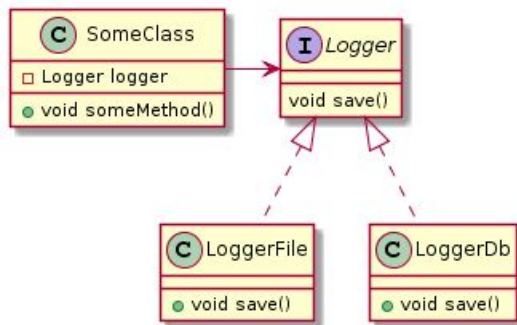 C SomeClass
Logger logger
void someMethod()
I Logger
void save()
C LoggerFile
void save()
C LoggerDb
void save()